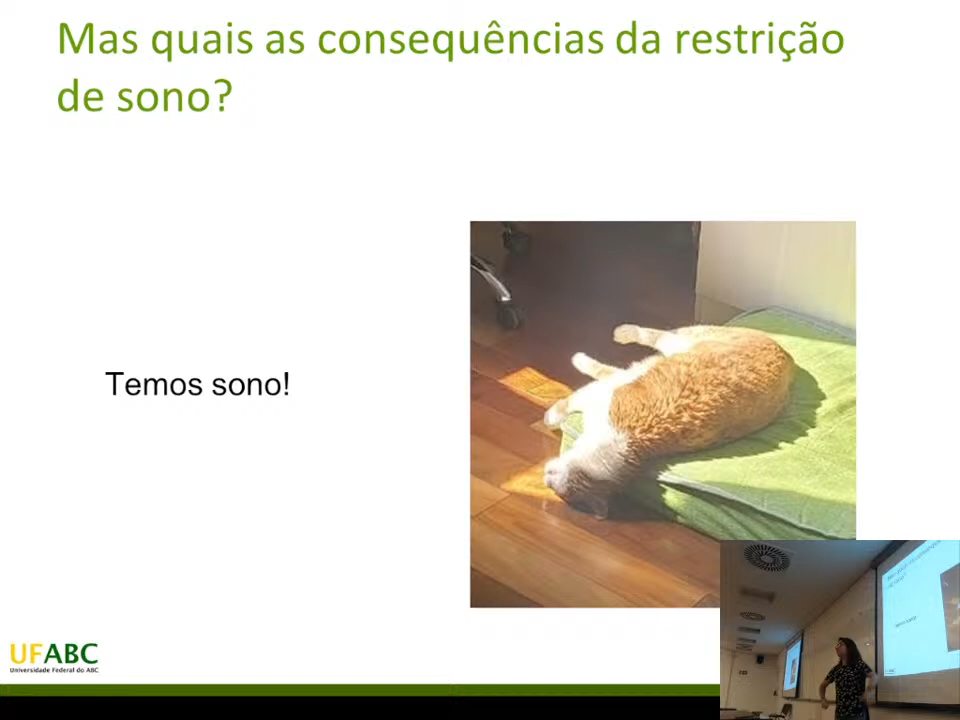 Mas quais as consequências da restrição
de sono?
Temos sono!
UFABC
Universidade Federal do ABC